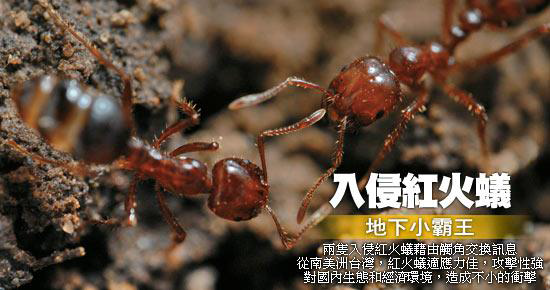 入侵紅火蟻
地下小霸王
兩隻入侵紅火蟻藉由觸角交換訊息
從南美洲台灣，紅火蟻適應力佳，攻擊性強
對國內生態和經濟環境，造成不小的衝擊